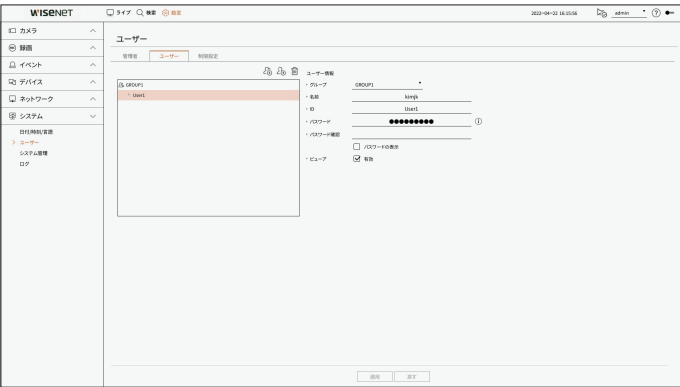 WISENET
ライブ 検索 設定
2022-04-22 16:15:56 admin
カメラ
録画
イベント
デバイス
ネットワーク
システム
日付/時刻/言語
ユーザー
システム管理
ログ
ユーザー
管理者 ユーザー 制限設定
GROUP1
User1
ユーザー情報
・グループ GROUP1
・名前 kimjk
・ID User1
・パスワード ●●●●●●●●●
・パスワード確認
パスワードの表示
・ビューア 有効
適用 戻す